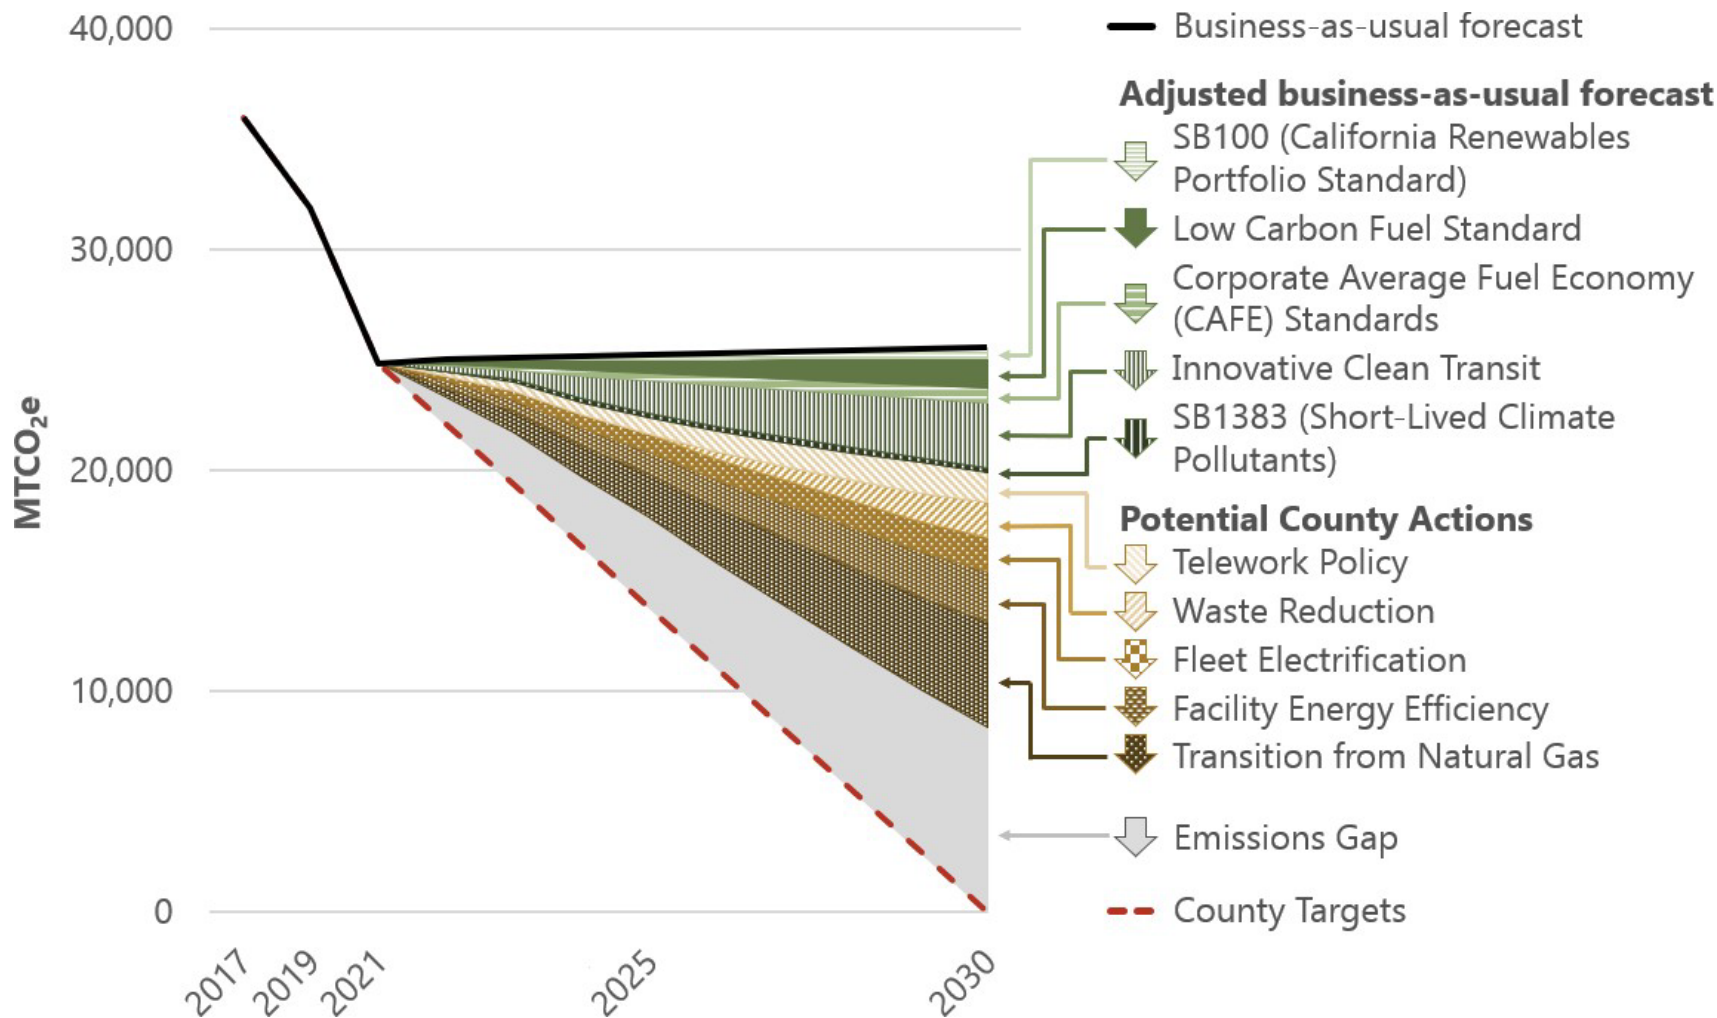 40,000
30,000
20,000
10,000
0
MTCO₂e
2017
2019
2021
2025
2030
Business-as-usual forecast
Adjusted business-as-usual forecast
SB100 (California Renewables
Portfolio Standard)
Low Carbon Fuel Standard
Corporate Average Fuel Economy
(CAFE) Standards
Innovative Clean Transit
SB1383 (Short-Lived Climate
Pollutants)
Potential County Actions
Telework Policy
Waste Reduction
Fleet Electrification
Facility Energy Efficiency
Transition from Natural Gas
Emissions Gap
County Targets